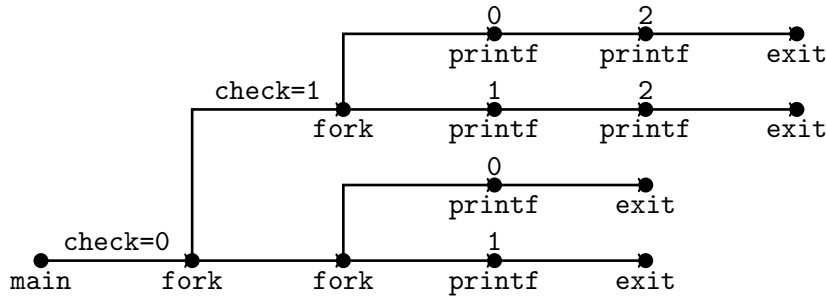 0 2
printf printf exit
check=1 1 2
fork printf printf exit
0
printf exit
check=0 1
main fork fork printf exit